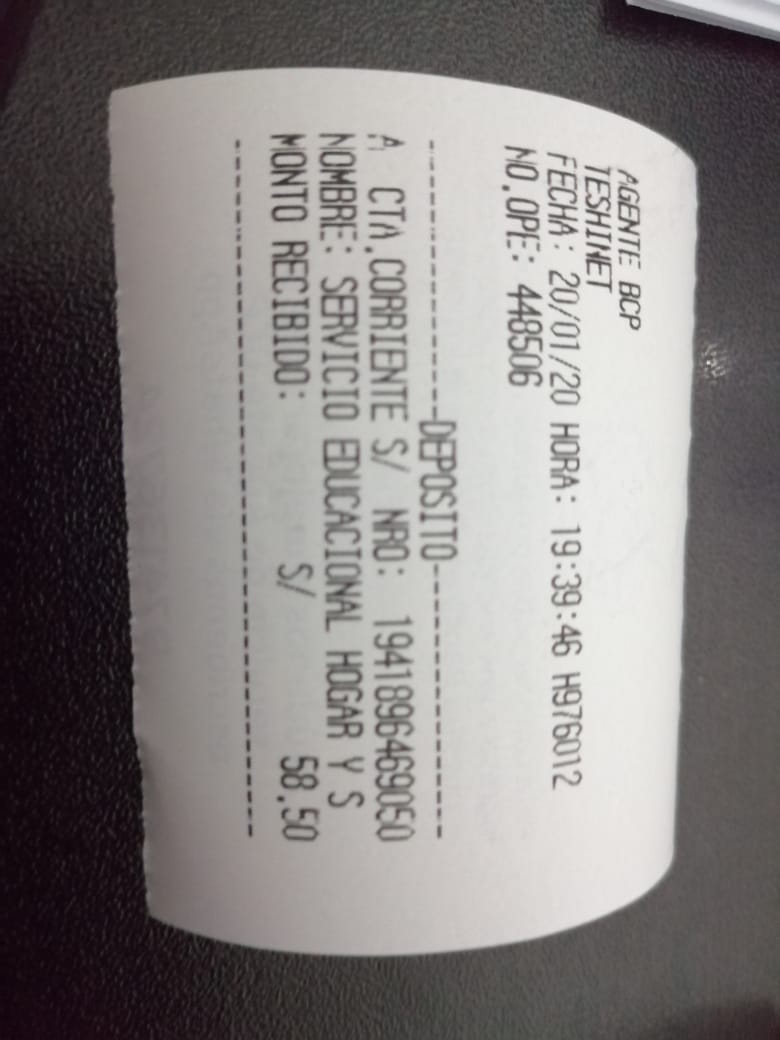 AGENTE BCP
TESHINET
FECHA: 20/01/20 HORA: 19:39:46 H976012
NO.OPE: 448506
----------------DEPOSITO----------------
A CTA.CORRIENTE S/ NRO: 1941896469050
NOMBRE: SERVICIO EDUCACIONAL HOGAR Y S
MONTO RECIBIDO: S/ 58.50
----------------------------------------